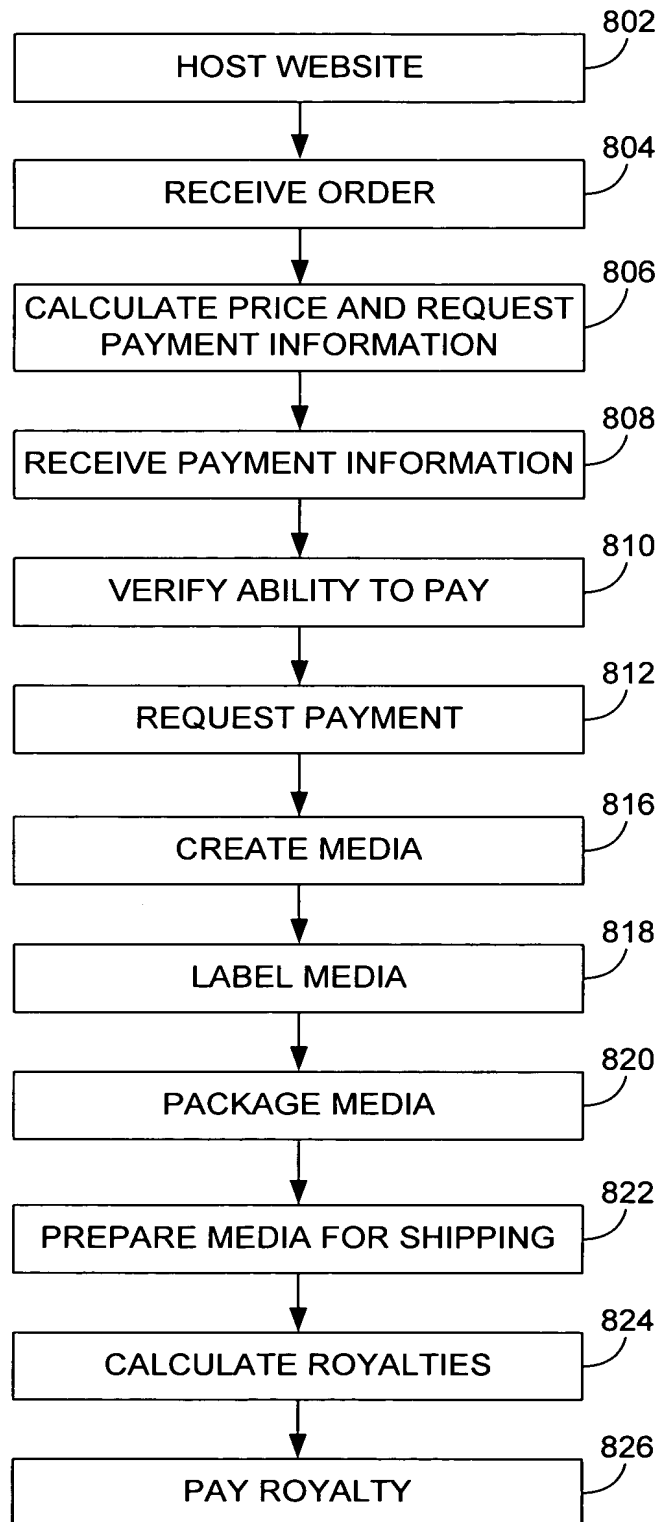 802
HOST WEBSITE
804
RECEIVE ORDER
806
CALCULATE PRICE AND REQUEST
PAYMENT INFORMATION
808
RECEIVE PAYMENT INFORMATION
810
VERIFY ABILITY TO PAY
812
REQUEST PAYMENT
816
CREATE MEDIA
818
LABEL MEDIA
820
PACKAGE MEDIA
822
PREPARE MEDIA FOR SHIPPING
824
CALCULATE ROYALTIES
826
PAY ROYALTY